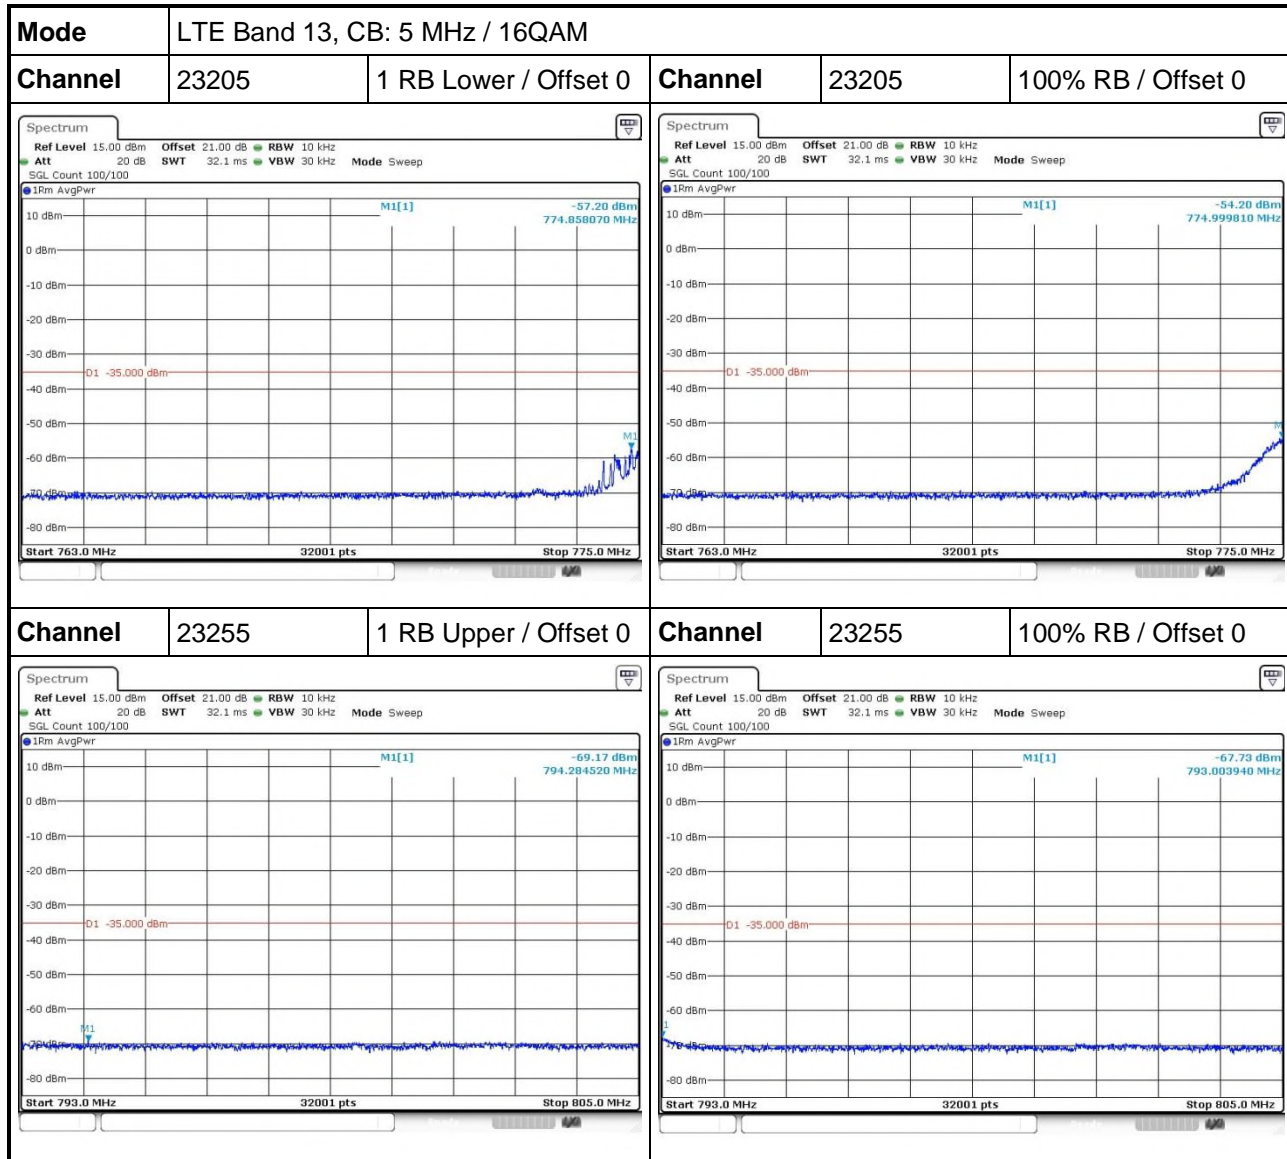 Mode LTE Band 13, CB: 5 MHz / 16QAM
Channel 23205 1 RB Lower / Offset 0 Channel 23205 100% RB / Offset 0
Spectrum
Ref Level 15.00 dBm Offset 21.00 dB RBW 10 kHz
Att 20 dB SWT 32.1 ms VBW 30 kHz Mode Sweep
SGL Count 100/100
1Rm AvgPwr
M1[1] -57.20 dBm
774.858070 MHz
10 dBm
0 dBm
-10 dBm
-20 dBm
-30 dBm
D1 -35.000 dBm
-40 dBm
-50 dBm
M1
-60 dBm
-70 dBm
-80 dBm
Start 763.0 MHz 32001 pts Stop 775.0 MHz
Spectrum
Ref Level 15.00 dBm Offset 21.00 dB RBW 10 kHz
Att 20 dB SWT 32.1 ms VBW 30 kHz Mode Sweep
SGL Count 100/100
1Rm AvgPwr
M1[1] -54.20 dBm
774.999810 MHz
10 dBm
0 dBm
-10 dBm
-20 dBm
-30 dBm
D1 -35.000 dBm
-40 dBm
-50 dBm
M
-60 dBm
-70 dBm
-80 dBm
Start 763.0 MHz 32001 pts Stop 775.0 MHz
Channel 23255 1 RB Upper / Offset 0 Channel 23255 100% RB / Offset 0
Spectrum
Ref Level 15.00 dBm Offset 21.00 dB RBW 10 kHz
Att 20 dB SWT 32.1 ms VBW 30 kHz Mode Sweep
SGL Count 100/100
1Rm AvgPwr
M1[1] -69.17 dBm
794.284520 MHz
10 dBm
0 dBm
-10 dBm
-20 dBm
-30 dBm
D1 -35.000 dBm
-40 dBm
-50 dBm
-60 dBm
M1
-70 dBm
-80 dBm
Start 793.0 MHz 32001 pts Stop 805.0 MHz
Spectrum
Ref Level 15.00 dBm Offset 21.00 dB RBW 10 kHz
Att 20 dB SWT 32.1 ms VBW 30 kHz Mode Sweep
SGL Count 100/100
1Rm AvgPwr
M1[1] -67.73 dBm
793.003940 MHz
10 dBm
0 dBm
-10 dBm
-20 dBm
-30 dBm
D1 -35.000 dBm
-40 dBm
-50 dBm
-60 dBm
1
-70 dBm
-80 dBm
Start 793.0 MHz 32001 pts Stop 805.0 MHz